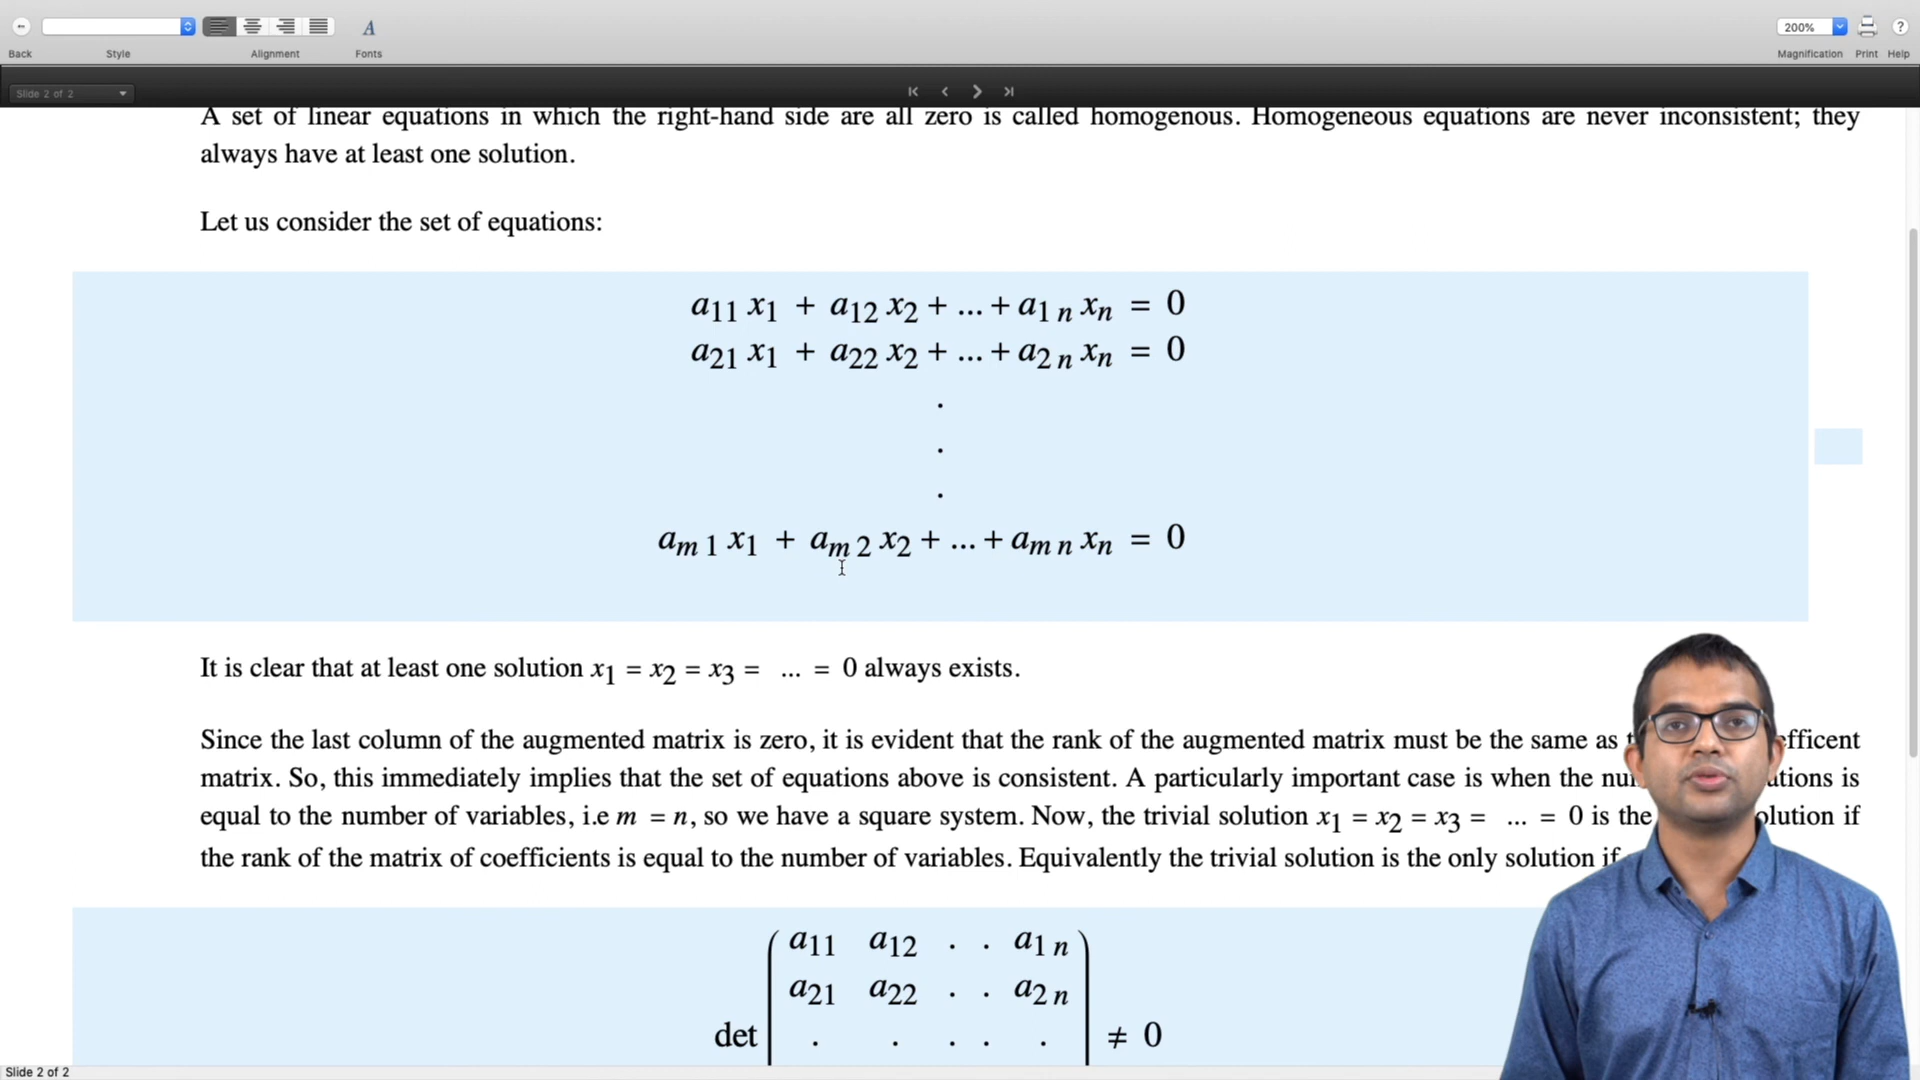 Back
Style
Alignment
A
Fonts
200%
Magnification
Print
?
Help
Slide 2 of 2
A set of linear equations in which the right-hand side are all zero is called homogenous. Homogeneous equations are never inconsistent; they
always have at least one solution.
Let us consider the set of equations:
a11 x1 + a12 x2 + ... + a1 n xn = 0
a21 x1 + a22 x2 + ... + a2 n xn = 0
.
.
.
am 1 x1 + am 2 x2 + ... + am n xn = 0
It is clear that at least one solution x1 = x2 = x3 = ... = 0 always exists.
Since the last column of the augmented matrix is zero, it is evident that the rank of the augmented matrix must be the same as
matrix. So, this immediately implies that the set of equations above is consistent. A particularly important case is when the is
equal to the number of variables, i.e m = n, so we have a square system. Now, the trivial solution x1 = x2 = x3 = ... = 0 is the if
the rank of the matrix of coefficients is equal to the number of variables. Equivalently the trivial solution is the only solution if
a11 a12 . . a1 n
a21 a22 . . a2 n
det . . . . . ≠ 0
Slide 2 of 2